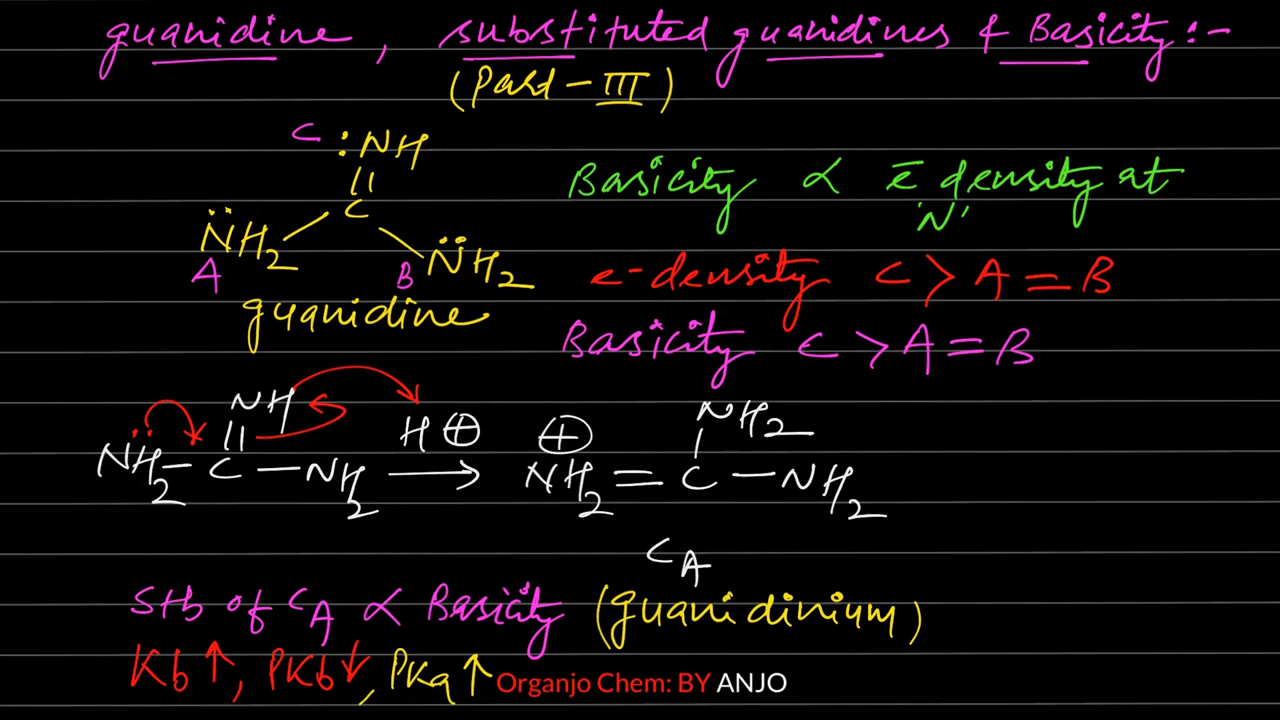 guanidine, substituted guanidines & Basicity:-
(Part-III)
C :NH
||
C
NH2 NH2
A B
guanidine
Basicity ∝ e̅ density at
'N'
e-density C > A = B
Basicity C > A = B
NH H⊕ ⊕ NH2
|| |
NH2-C-NH2 → NH2=C-NH2
CA
Stb of CA ∝ Basicity (guanidinium)
Kb↑, PKb↓, PKa↑ Organjo Chem: BY ANJO